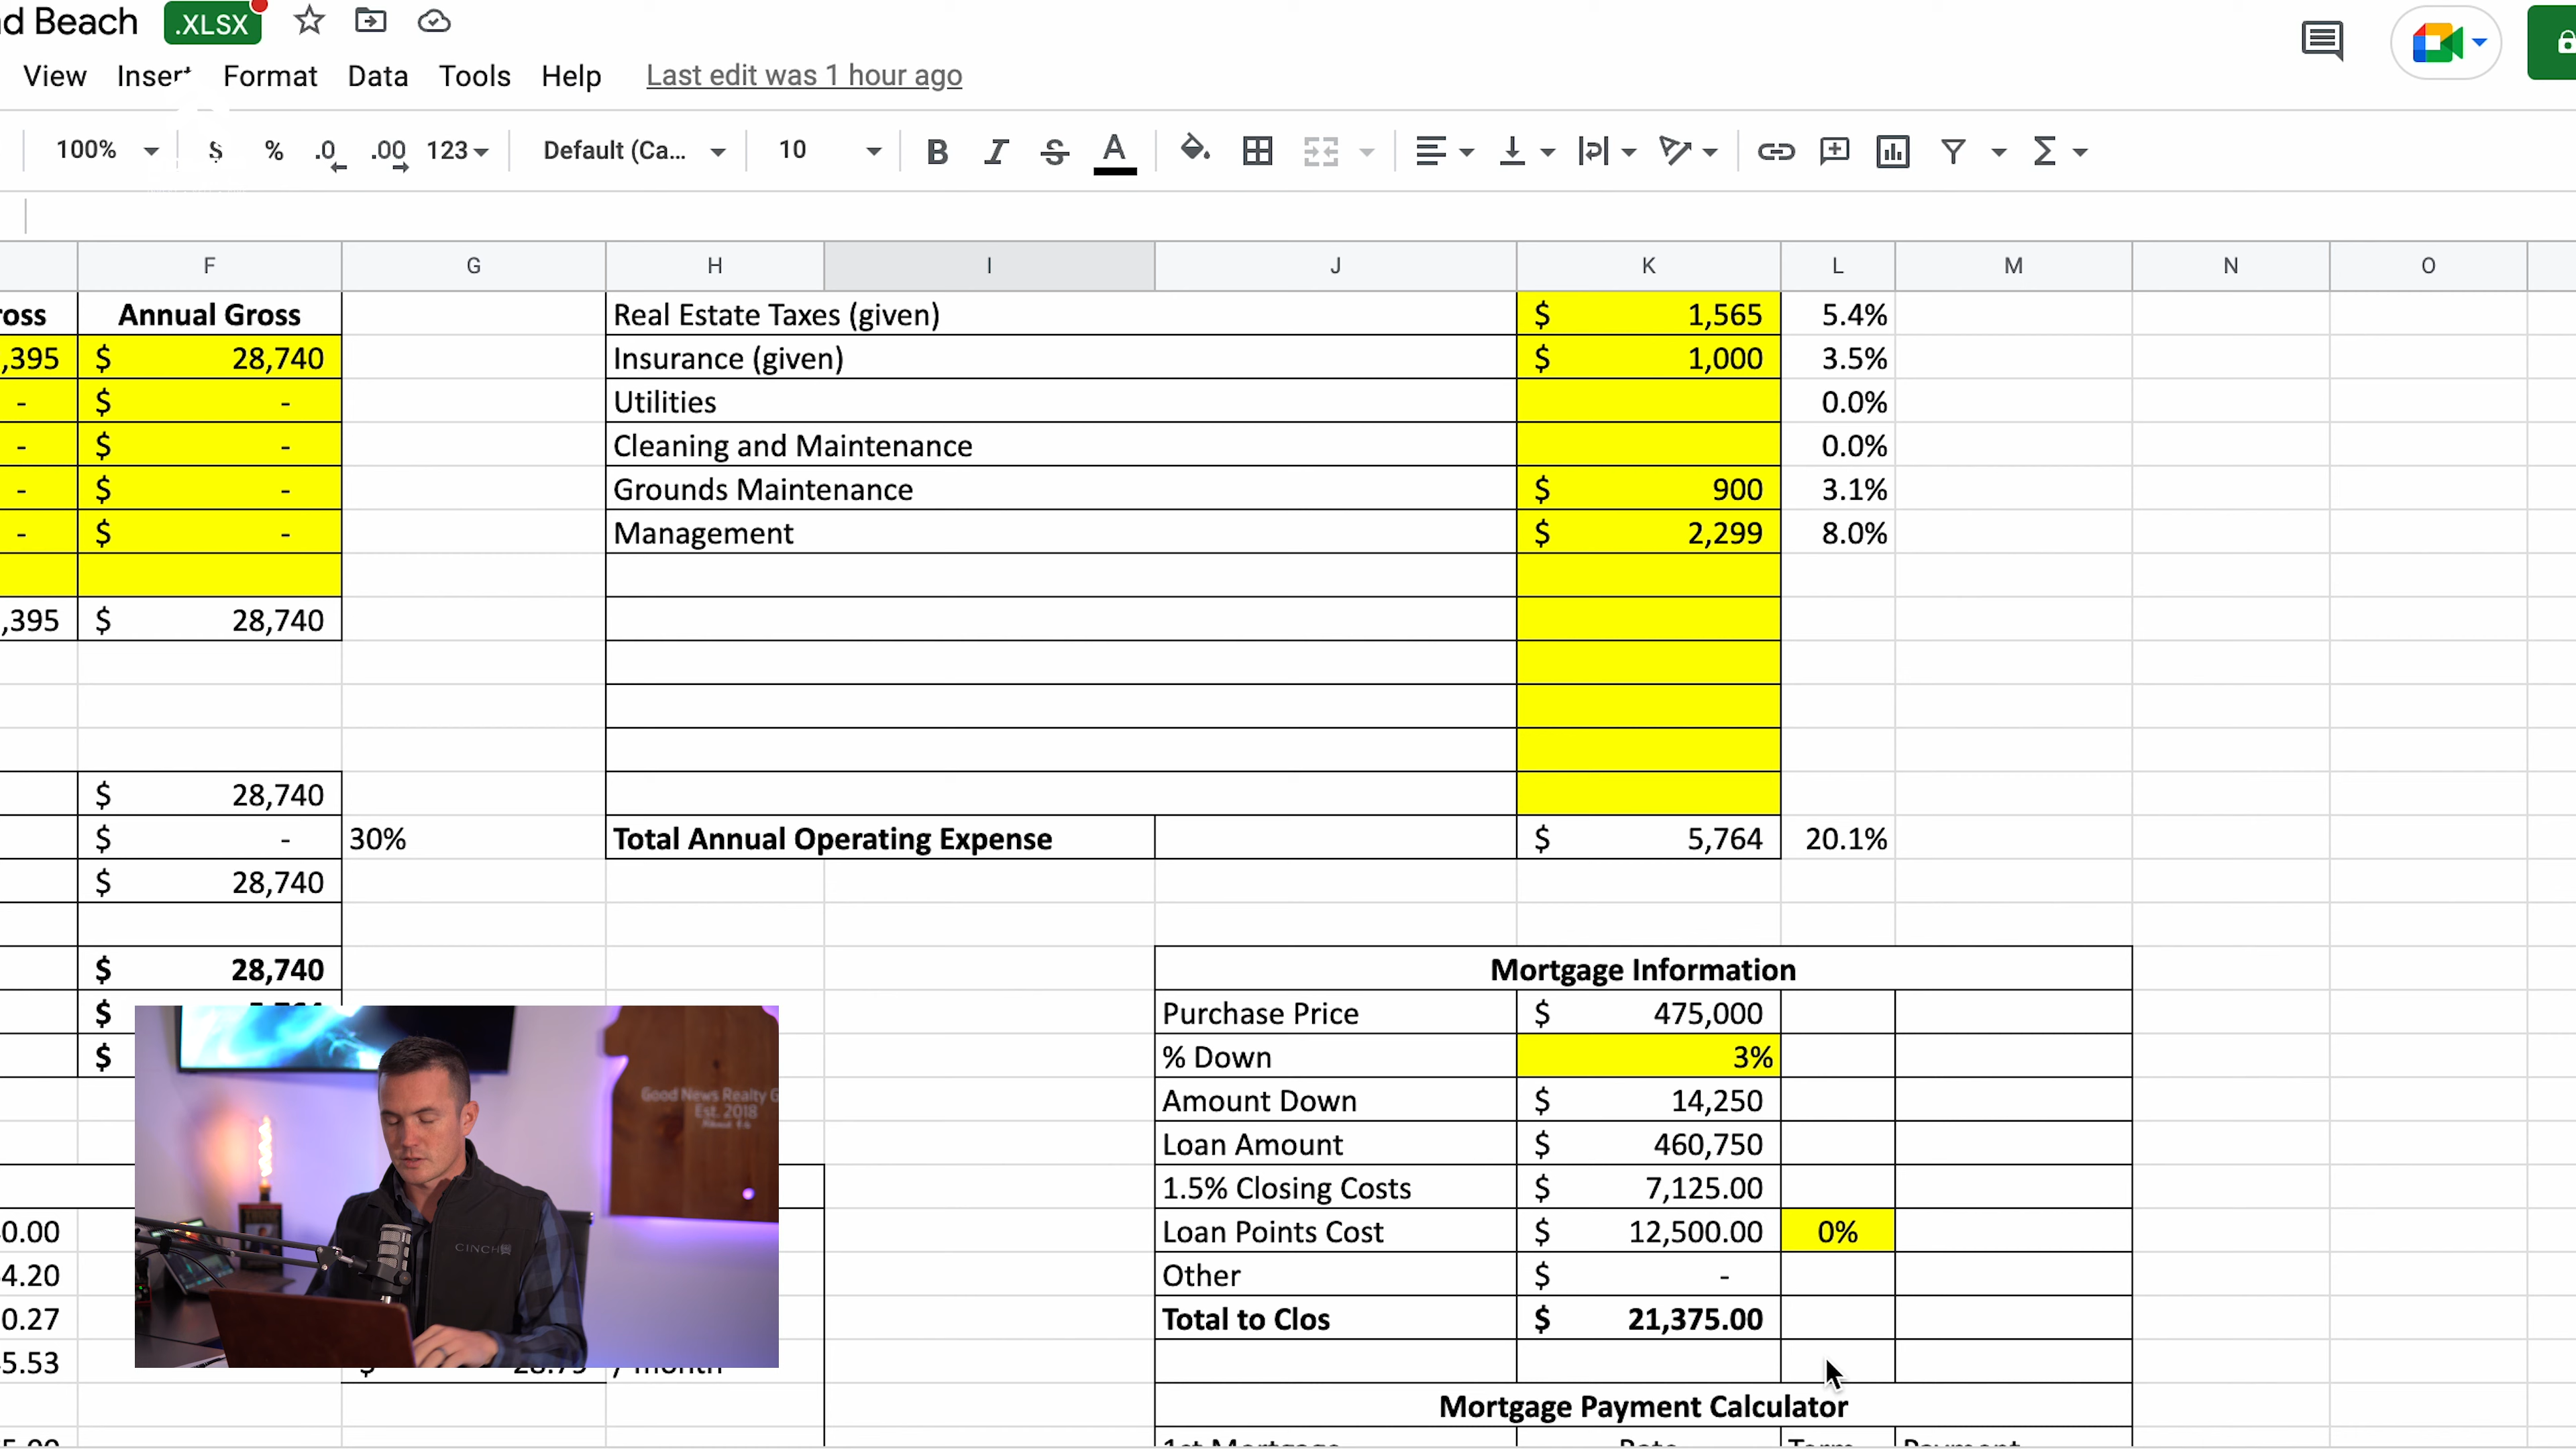 d Beach .XLSX
View Insert Format Data Tools Help Last edit was 1 hour ago
100% $ % .0 .00 123 Default (Ca... 10 B I S A
F G H I J K L M N O
oss Annual Gross Real Estate Taxes (given) $ 1,565 5.4%
,395 $ 28,740 Insurance (given) $ 1,000 3.5%
- $ - Utilities 0.0%
- $ - Cleaning and Maintenance 0.0%
- $ - Grounds Maintenance $ 900 3.1%
- $ - Management $ 2,299 8.0%
,395 $ 28,740
$ 28,740
$ - 30% Total Annual Operating Expense $ 5,764 20.1%
$ 28,740
$ 28,740 Mortgage Information
$ Purchase Price $ 475,000
$ % Down 3%
Amount Down $ 14,250
Loan Amount $ 460,750
1.5% Closing Costs $ 7,125.00
0.00 Loan Points Cost $ 12,500.00 0%
4.20 Other $ -
0.27 Total to Clos $ 21,375.00
5.53 / month
Mortgage Payment Calculator
1st Mortgage Rate Term Payment
Good News Realty G
Est. 2018
CINCH